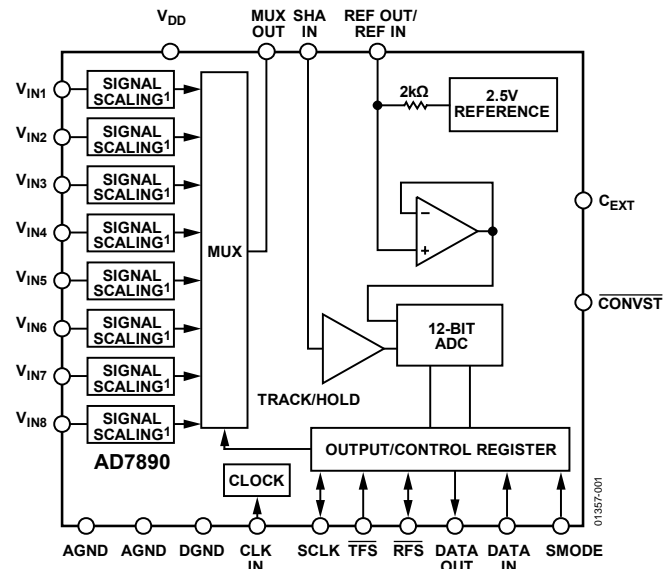 VDD
MUX OUT
SHA IN
REF OUT/ REF IN
VIN1
SIGNAL SCALING1
VIN2
SIGNAL SCALING1
VIN3
SIGNAL SCALING1
VIN4
SIGNAL SCALING1
VIN5
SIGNAL SCALING1
VIN6
SIGNAL SCALING1
VIN7
SIGNAL SCALING1
VIN8
SIGNAL SCALING1
MUX
2kΩ
2.5V REFERENCE
−
+
CEXT
CONVST
12-BIT ADC
TRACK/HOLD
OUTPUT/CONTROL REGISTER
AD7890
CLOCK
01357-001
AGND
AGND
DGND
CLK IN
SCLK
TFS
RFS
DATA OUT
DATA IN
SMODE